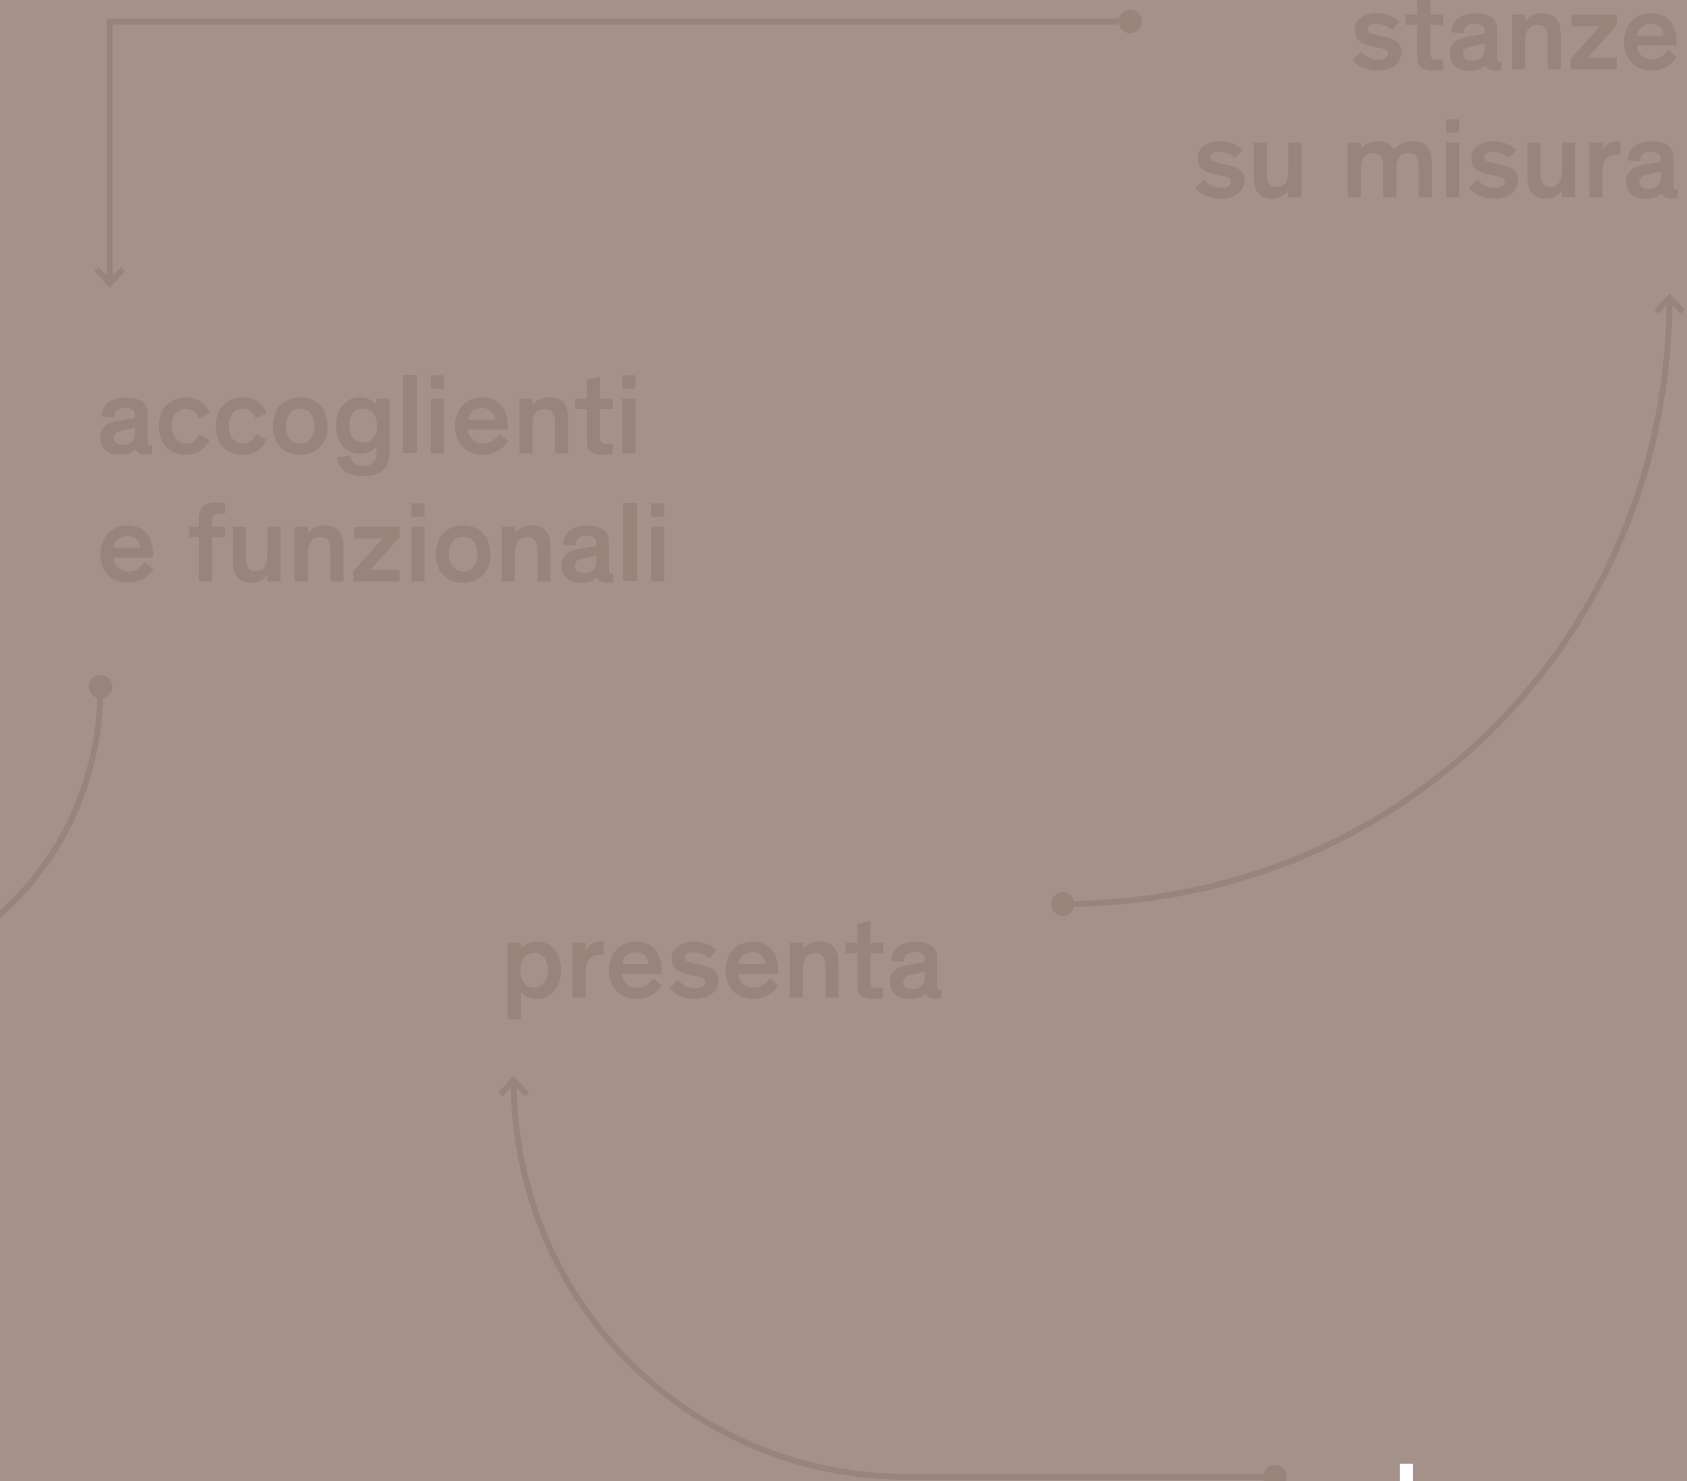 stanze
su misura
accoglienti
e funzionali
presenta